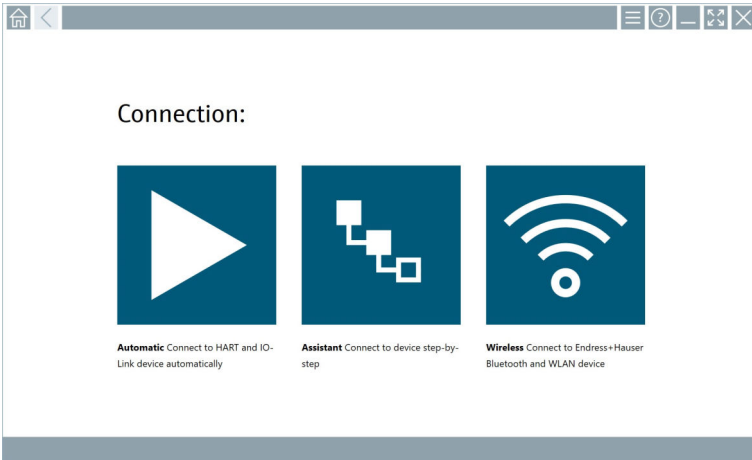 Connection:
Automatic Connect to HART and IO-
Link device automatically
Assistant Connect to device step-by-
step
Wireless Connect to Endress+Hauser
Bluetooth and WLAN device